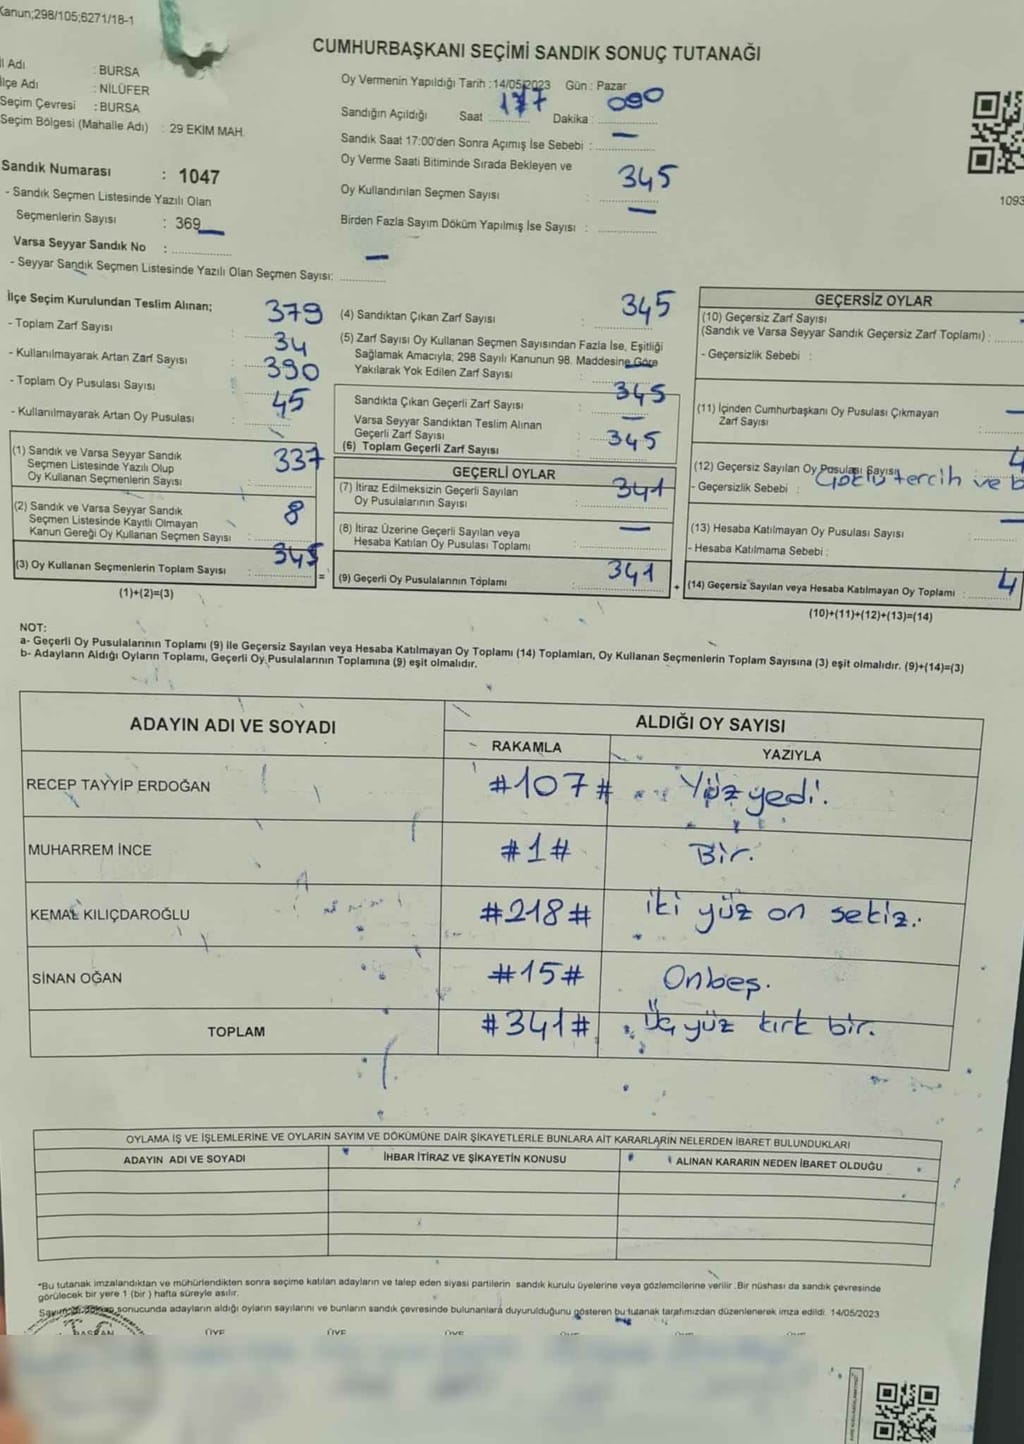 Kanun;298/105;6271/18-1
CUMHURBAŞKANI SEÇİMİ SANDIK SONUÇ TUTANAĞI
İl Adı : BURSA
İlçe Adı : NİLÜFER
Seçim Çevresi : BURSA
Seçim Bölgesi (Mahalle Adı) : 29 EKİM MAH.
Oy Vermenin Yapıldığı Tarih : 14/05/2023 Gün : Pazar
Sandığın Açıldığı Saat 17 Dakika :
Sandık Saat 17:00'den Sonra Açımış İse Sebebi : —
Oy Verme Saati Bitiminde Sırada Bekleyen ve
Oy Kullandırılan Seçmen Sayısı : 345
Birden Fazla Sayım Döküm Yapılmış İse Sayısı : —
1093
Sandık Numarası : 1047
- Sandık Seçmen Listesinde Yazılı Olan
Seçmenlerin Sayısı : 369
Varsa Seyyar Sandık No :
- Seyyar Sandık Seçmen Listesinde Yazılı Olan Seçmen Sayısı: —
İlçe Seçim Kurulundan Teslim Alınan;
- Toplam Zarf Sayısı : 379
- Kullanılmayarak Artan Zarf Sayısı : 34
- Toplam Oy Pusulası Sayısı : 390
- Kullanılmayarak Artan Oy Pusulası : 45
(1) Sandık ve Varsa Seyyar Sandık
Seçmen Listesinde Yazılı Olup
Oy Kullanan Seçmenlerin Sayısı : 337
(2) Sandık ve Varsa Seyyar Sandık
Seçmen Listesinde Kayıtlı Olmayan
Kanun Gereği Oy Kullanan Seçmen Sayısı : 8
(3) Oy Kullanan Seçmenlerin Toplam Sayısı : 345 =
(1)+(2)=(3)
(4) Sandıktan Çıkan Zarf Sayısı : 345
(5) Zarf Sayısı Oy Kullanan Seçmen Sayısından Fazla İse, Eşitliği
Sağlamak Amacıyla, 298 Sayılı Kanunun 98. Maddesine Göre
Yakılarak Yok Edilen Zarf Sayısı : —
Sandıkta Çıkan Geçerli Zarf Sayısı : 345
Varsa Seyyar Sandıktan Teslim Alınan
Geçerli Zarf Sayısı : —
(6) Toplam Geçerli Zarf Sayısı : 345
GEÇERLİ OYLAR
(7) İtiraz Edilmeksizin Geçerli Sayılan
Oy Pusulalarının Sayısı : 341
(8) İtiraz Üzerine Geçerli Sayılan veya
Hesaba Katılan Oy Pusulası Toplamı : —
(9) Geçerli Oy Pusulalarının Toplamı : 341 +
GEÇERSİZ OYLAR
(10) Geçersiz Zarf Sayısı
(Sandık ve Varsa Seyyar Sandık Geçersiz Zarf Toplamı) :
- Geçersizlik Sebebi :
(11) İçinden Cumhurbaşkanı Oy Pusulası Çıkmayan
Zarf Sayısı : —
(12) Geçersiz Sayılan Oy Pusulası Sayısı 4
- Geçersizlik Sebebi : tercih ve
(13) Hesaba Katılmayan Oy Pusulası Sayısı : —
- Hesaba Katılmama Sebebi :
(14) Geçersiz Sayılan veya Hesaba Katılmayan Oy Toplamı : 4
(10)+(11)+(12)+(13)=(14)
NOT:
a- Geçerli Oy Pusulalarının Toplamı (9) ile Geçersiz Sayılan veya Hesaba Katılmayan Oy Toplamı (14) Toplamları, Oy Kullanan Seçmenlerin Toplam Sayısına (3) eşit olmalıdır. (9)+(14)=(3)
b- Adayların Aldığı Oyların Toplamı, Geçerli Oy Pusulalarının Toplamına (9) eşit olmalıdır.
ADAYIN ADI VE SOYADI ALDIĞI OY SAYISI
RAKAMLA YAZIYLA
RECEP TAYYİP ERDOĞAN #107# Yüz yedi.
MUHARREM İNCE #1# Bir.
KEMAL KILIÇDAROĞLU #218# iki yüz on sekiz.
SİNAN OĞAN #15# Onbeş.
TOPLAM #341# Üç yüz kırk bir.
OYLAMA İŞ VE İŞLEMLERİNE VE OYLARIN SAYIM VE DÖKÜMÜNE DAİR ŞİKAYETLERLE BUNLARA AİT KARARLARIN NELERDEN İBARET BULUNDUKLARI
ADAYIN ADI VE SOYADI İHBAR İTİRAZ VE ŞİKAYETİN KONUSU ALINAN KARARIN NEDEN İBARET OLDUĞU
*Bu tutanak imzalandıktan ve mühürlendikten sonra seçime katılan adayların ve talep eden siyasi partilerin sandık kurulu üyelerine veya gözlemcilerine verilir .Bir nüshası da sandık çevresinde
görülecek bir yere 1 (bir ) hafta süreyle asılır.
sonucunda adayların aldığı oyların sayılarını ve bunların sandık çevresinde bulunanlara duyurulduğunu gösteren bu tutanak tarafımızdan düzenlenerek imza edildi. 14/05/2023
BAŞKAN ÜYE ÜYE ÜYE ÜYE ÜYE ÜYE